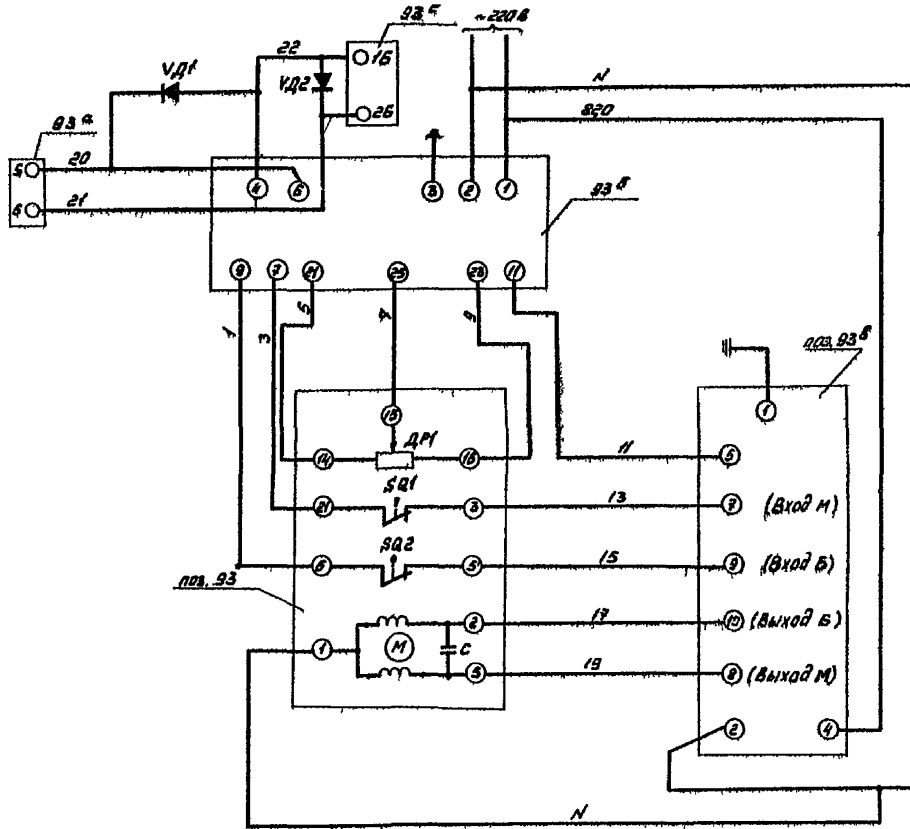 93 г
~220 В
22
1Б
N
VД1
VД2
820
93 а
2Б
5
20
4
6
3
2
1
93 б
6
21
9
7
21
25
28
11
5
1
3
7
9
поз. 93 в
15
1
14
ДР1
16
11
5
SQ1
21
3
13
7
(Вход М)
SQ2
6
5
15
9
(Вход Б)
поз. 93
2
17
10
(Выход Б)
1
М
С
3
19
8
(Выход М)
2
4
N